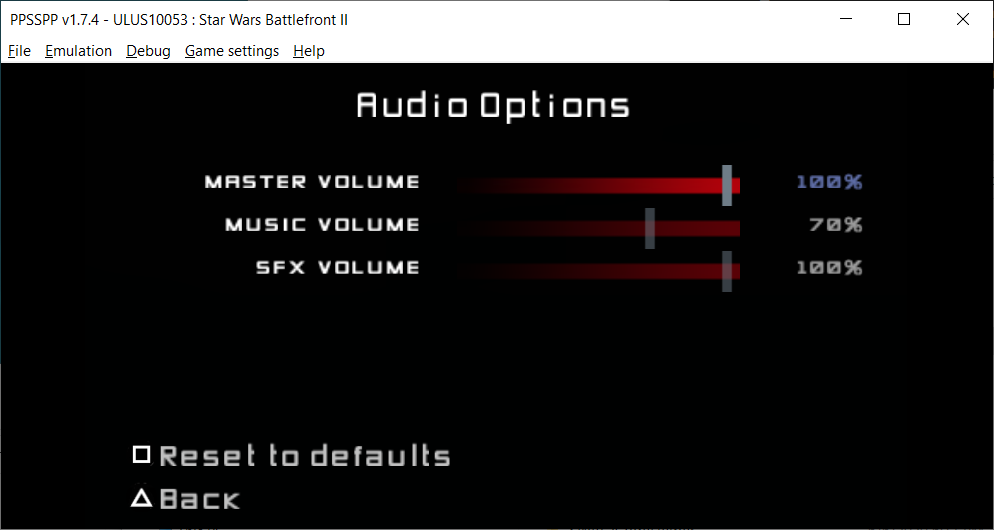 PPSSPP v1.7.4 - ULUS10053 : Star Wars Battlefront II
File Emulation Debug Game settings Help
Audio Options
MASTER VOLUME 100%
MUSIC VOLUME 70%
SFX VOLUME 100%
Reset to defaults
Back